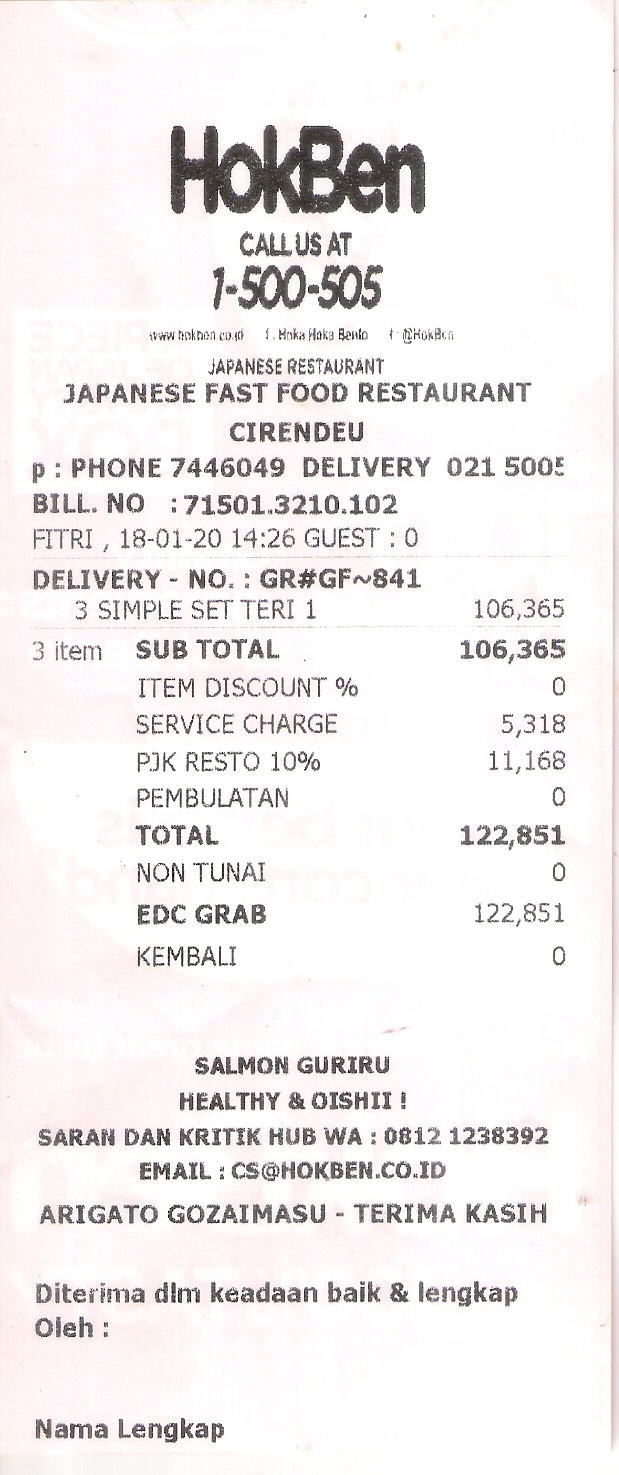 HokBen
CALL US AT
1-500-505
www.hokben.co.id f : Hoka Hoka Bento t : @HokBen
JAPANESE RESTAURANT
JAPANESE FAST FOOD RESTAURANT
CIRENDEU
p : PHONE 7446049 DELIVERY 021 5005
BILL. NO : 71501.3210.102
FITRI , 18-01-20 14:26 GUEST : 0
DELIVERY - NO. : GR#GF~841
3 SIMPLE SET TERI 1 106,365
3 item SUB TOTAL 106,365
ITEM DISCOUNT % 0
SERVICE CHARGE 5,318
PJK RESTO 10% 11,168
PEMBULATAN 0
TOTAL 122,851
NON TUNAI 0
EDC GRAB 122,851
KEMBALI 0
SALMON GURIRU
HEALTHY & OISHII !
SARAN DAN KRITIK HUB WA : 0812 1238392
EMAIL : CS@HOKBEN.CO.ID
ARIGATO GOZAIMASU - TERIMA KASIH
Diterima dlm keadaan baik & lengkap
Oleh :
Nama Lengkap